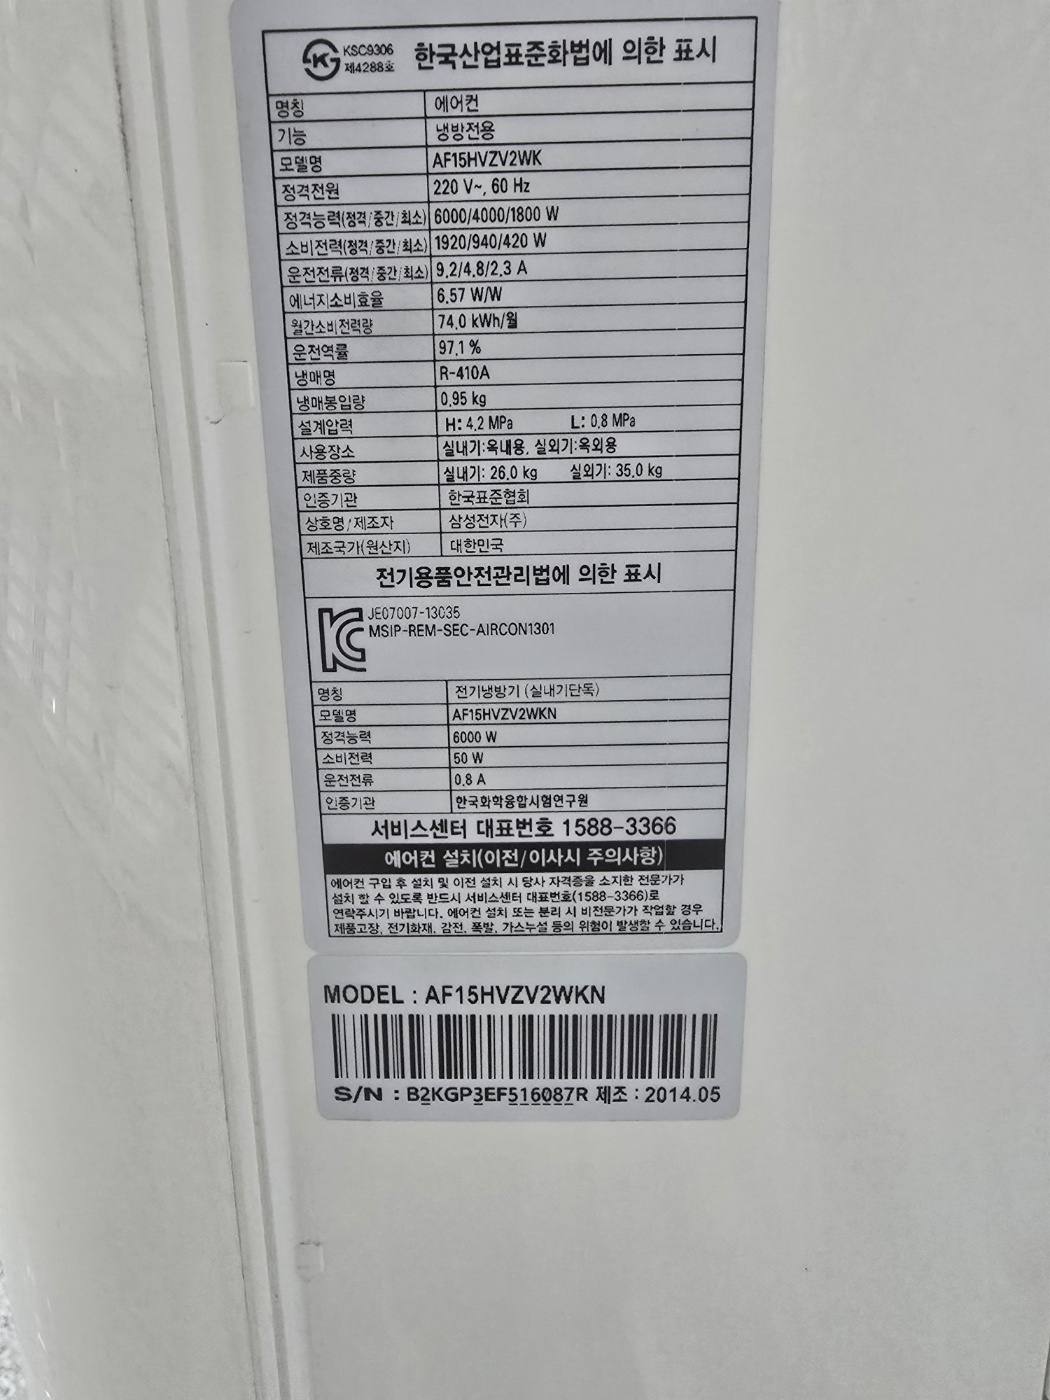 KSC9306
제4288호
한국산업표준화법에 의한 표시
명칭 에어컨
기능 냉방전용
모델명 AF15HVZV2WK
정격전원 220 V~, 60 Hz
정격능력(정격/중간/최소) 6000/4000/1800 W
소비전력(정격/중간/최소) 1920/940/420 W
운전전류(정격/중간/최소) 9.2/4.8/2.3 A
에너지소비효율 6.57 W/W
월간소비전력량 74.0 kWh/월
운전역률 97.1 %
냉매명 R-410A
냉매봉입량 0.95 kg
설계압력 H: 4.2 MPa L: 0.8 MPa
사용장소 실내기:옥내용, 실외기:옥외용
제품중량 실내기: 26.0 kg 실외기: 35.0 kg
인증기관 한국표준협회
상호명/제조자 삼성전자(주)
제조국가(원산지) 대한민국
전기용품안전관리법에 의한 표시
JE07007-13035
MSIP-REM-SEC-AIRCON1301
명칭 전기냉방기 (실내기단독)
모델명 AF15HVZV2WKN
정격능력 6000 W
소비전력 50 W
운전전류 0.8 A
인증기관 한국화학융합시험연구원
서비스센터 대표번호 1588-3366
에어컨 설치(이전/이사시 주의사항)
에어컨 구입 후 설치 및 이전 설치 시 당사 자격증을 소지한 전문가가
설치 할 수 있도록 반드시 서비스센터 대표번호(1588-3366)로
연락주시기 바랍니다. 에어컨 설치 또는 분리 시 비전문가가 작업할 경우
제품고장, 전기화재, 감전, 폭발, 가스누설 등의 위험이 발생할 수 있습니다.
MODEL : AF15HVZV2WKN
S/N : B2KGP3EF516087R 제조 : 2014.05